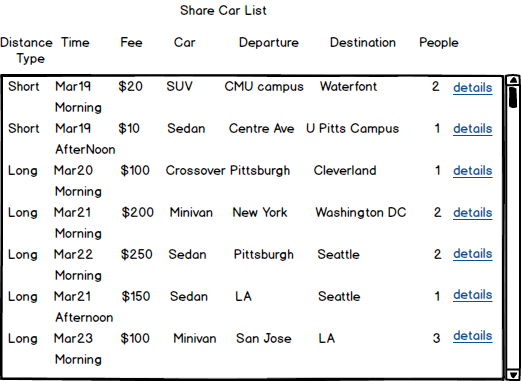 Share Car List
Distance Time Fee Car Departure Destination People
Type
Short Mar19 $20 SUV CMU campus Waterfont 2 details
Morning
Short Mar19 $10 Sedan Centre Ave U Pitts Campus 1 details
AfterNoon
Long Mar20 $100 Crossover Pittsburgh Cleverland 1 details
Morning
Long Mar21 $200 Minivan New York Washington DC 2 details
Morning
Long Mar22 $250 Sedan Pittsburgh Seattle 2 details
Morning
Long Mar21 $150 Sedan LA Seattle 1 details
Afternoon
Long Mar23 $100 Minivan San Jose LA 3 details
Morning